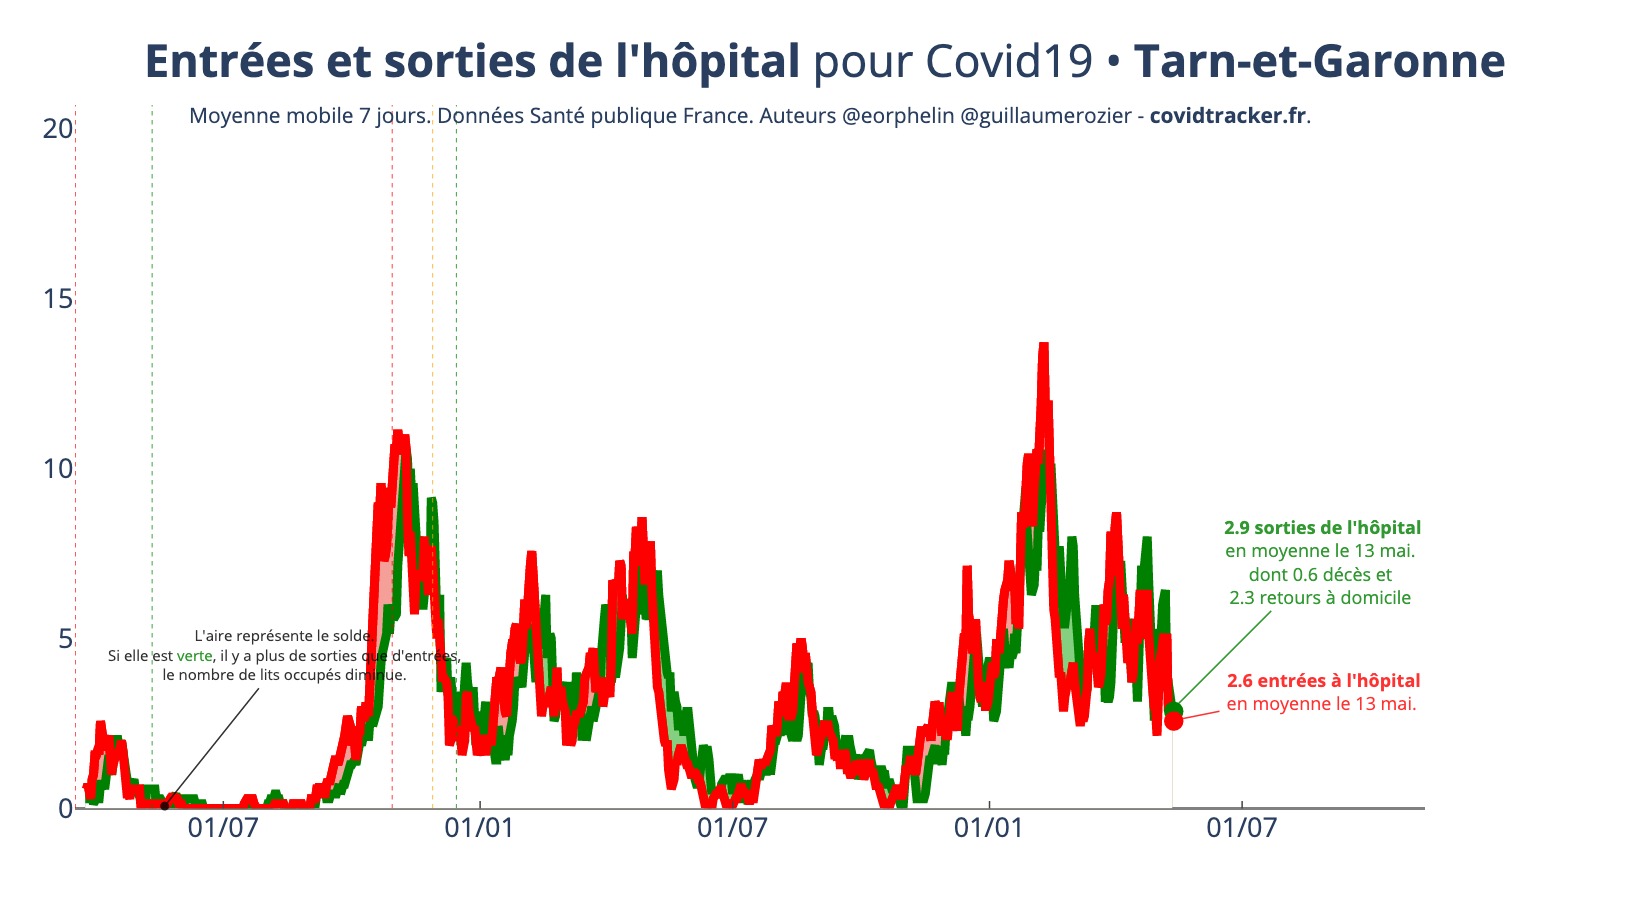 Entrées et sorties de l'hôpital pour Covid19 • Tarn-et-Garonne
Moyenne mobile 7 jours. Données Santé publique France. Auteurs @eorphelin @guillaumerozier - covidtracker.fr.
20
15
10
5
0
L'aire représente le solde.
Si elle est verte, il y a plus de sorties que d'entrées,
le nombre de lits occupés diminue.
2.9 sorties de l'hôpital
en moyenne le 13 mai.
dont 0.6 décès et
2.3 retours à domicile
2.6 entrées à l'hôpital
en moyenne le 13 mai.
01/07
01/01
01/07
01/01
01/07